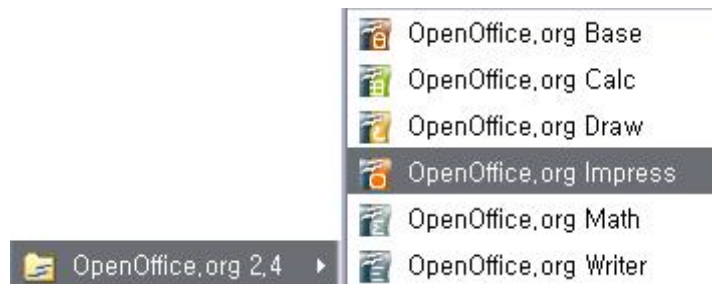 OpenOffice.org Base
OpenOffice.org Calc
OpenOffice.org Draw
OpenOffice.org Impress
OpenOffice.org Math
OpenOffice.org 2.4
OpenOffice.org Writer